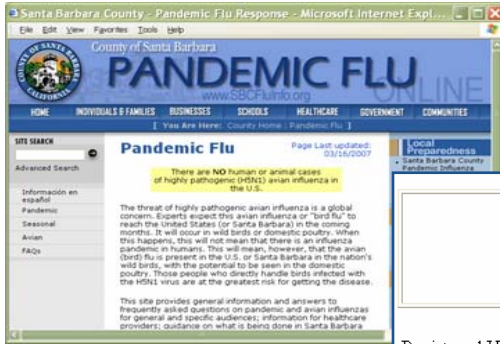 Santa Barbara County - Pandemic Flu Response - Microsoft Internet Expl...
File Edit View Favorites Tools Help
County of Santa Barbara
PANDEMIC FLU
www.SBCFluInfo.org
ONLINE
COUNTY OF SANTA BARBARA
CALIFORNIA
HOME INDIVIDUALS & FAMILIES BUSINESSES SCHOOLS HEALTHCARE GOVERNMENT COMMUNITIES
[ You Are Here: County Home : Pandemic Flu ]
SITE SEARCH
Advanced Search
Información en español
Pandemic
Seasonal
Avian
FAQs
Pandemic Flu
Page Last updated:
03/16/2007
There are NO human or animal cases
of highly pathogenic (H5N1) avian influenza in
the U.S.
The threat of highly pathogenic avian influenza is a global
concern. Experts expect this avian influenza or "bird flu" to
reach the United States (or Santa Barbara) in the coming
months. It will occur in wild birds or domestic poultry. When
this happens, this will not mean that there is an influenza
pandemic in humans. This will mean, however, that the avian
(bird) flu is present in the U.S. or Santa Barbara in the nation's
wild birds, with the potential to be seen in the domestic
poultry. Those people who directly handle birds infected with
the H5N1 virus are at the greatest risk for getting the disease.
This site provides general information and answers to
frequently asked questions on pandemic and avian influenzas
for general and specific audiences; information for healthcare
providers; guidance on what is being done in Santa Barbara
Local
Preparedness
Santa Barbara County
Pandemic Influenza